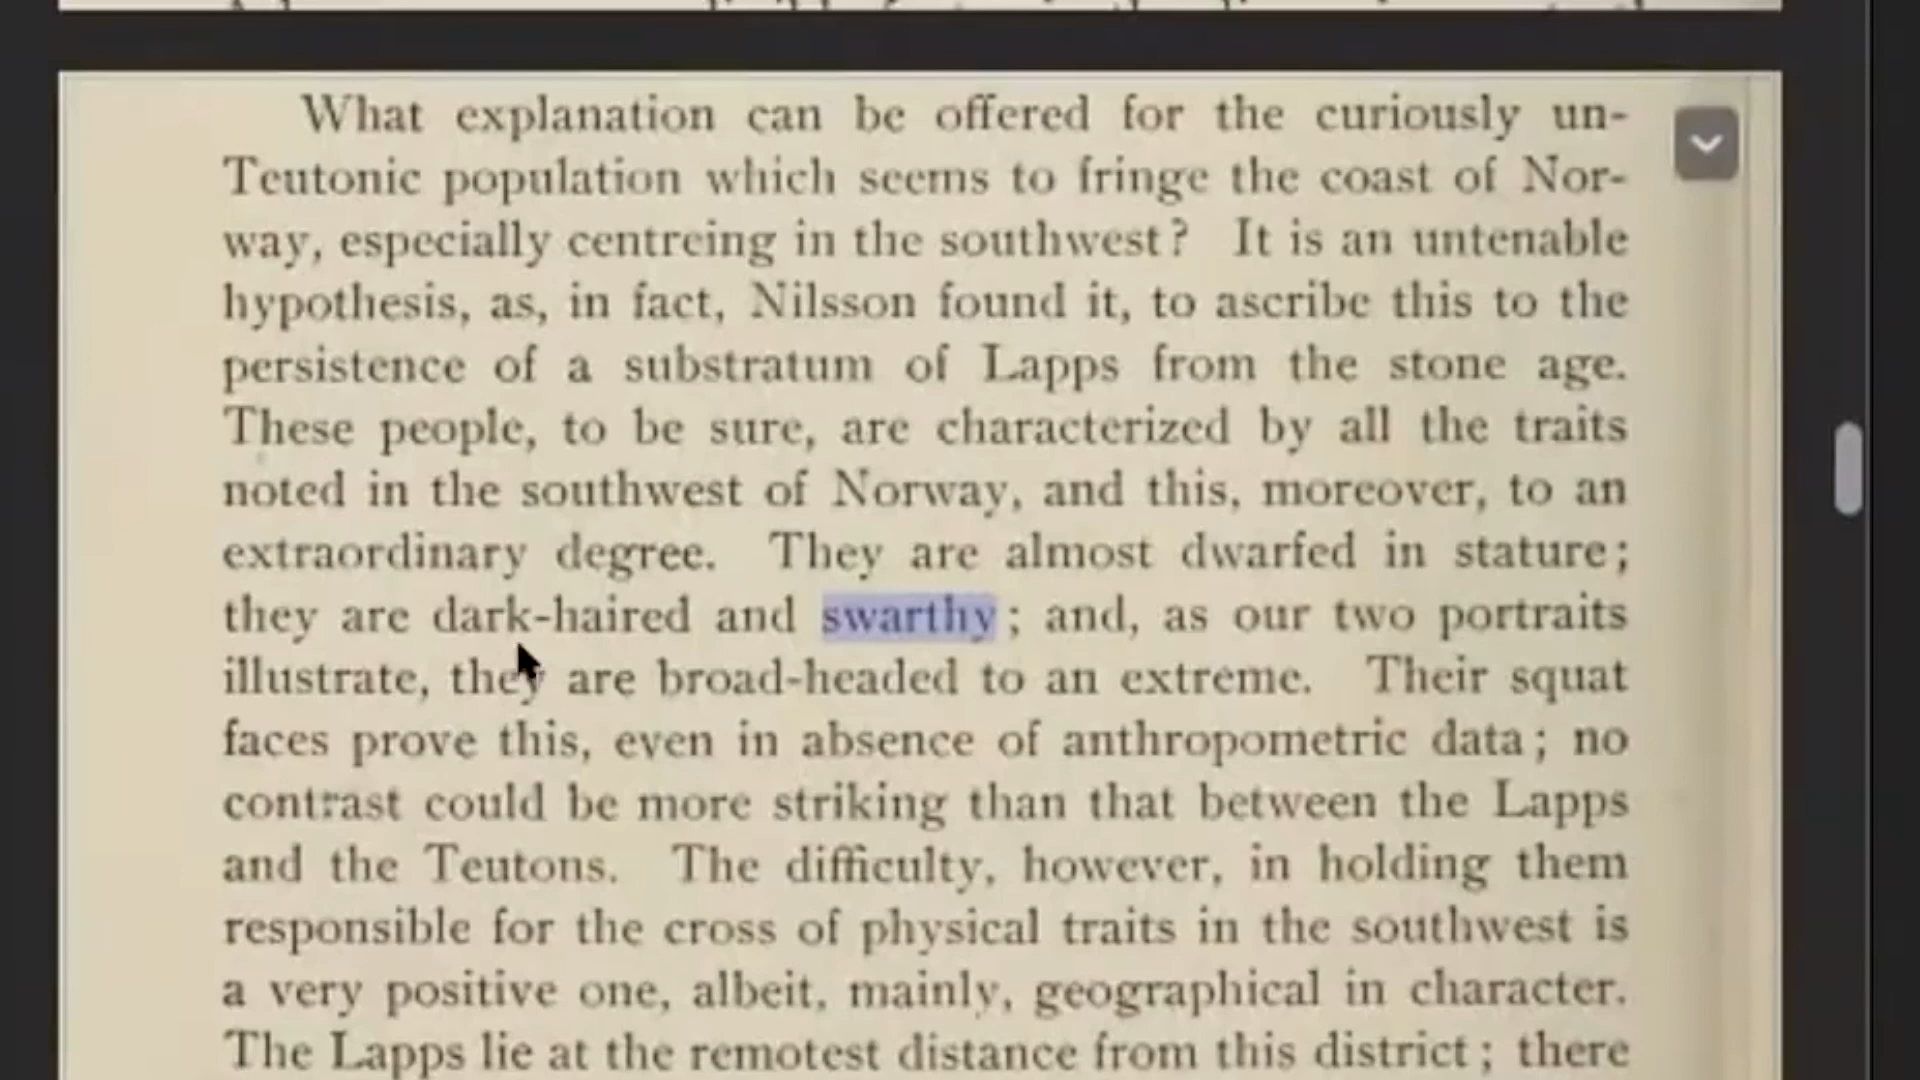 What explanation can be offered for the curiously un-
Teutonic population which seems to fringe the coast of Nor-
way, especially centreing in the southwest? It is an untenable
hypothesis, as, in fact, Nilsson found it, to ascribe this to the
persistence of a substratum of Lapps from the stone age.
These people, to be sure, are characterized by all the traits
noted in the southwest of Norway, and this, moreover, to an
extraordinary degree. They are almost dwarfed in stature;
they are dark-haired and swarthy; and, as our two portraits
illustrate, they are broad-headed to an extreme. Their squat
faces prove this, even in absence of anthropometric data; no
contrast could be more striking than that between the Lapps
and the Teutons. The difficulty, however, in holding them
responsible for the cross of physical traits in the southwest is
a very positive one, albeit, mainly, geographical in character.
The Lapps lie at the remotest distance from this district; there